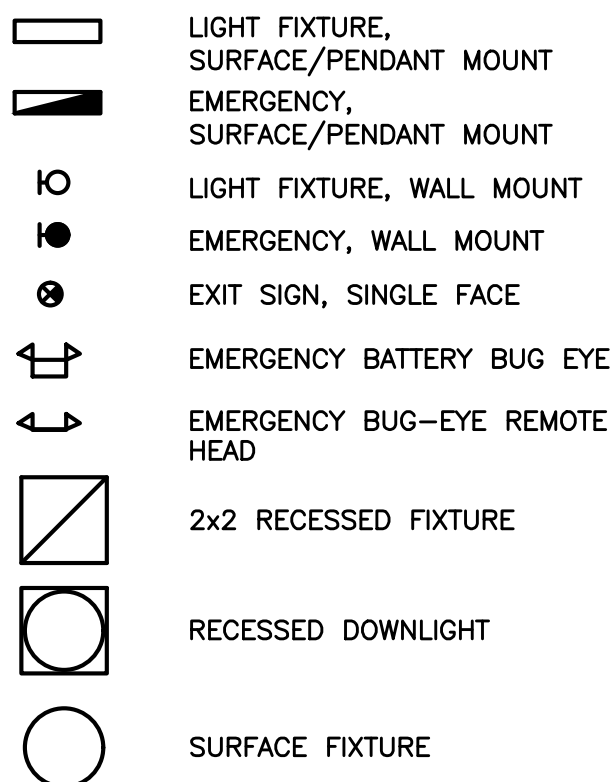 LIGHT FIXTURE,
SURFACE/PENDANT MOUNT
EMERGENCY,
SURFACE/PENDANT MOUNT
LIGHT FIXTURE, WALL MOUNT
EMERGENCY, WALL MOUNT
EXIT SIGN, SINGLE FACE
EMERGENCY BATTERY BUG EYE
EMERGENCY BUG-EYE REMOTE
HEAD
2x2 RECESSED FIXTURE
RECESSED DOWNLIGHT
SURFACE FIXTURE